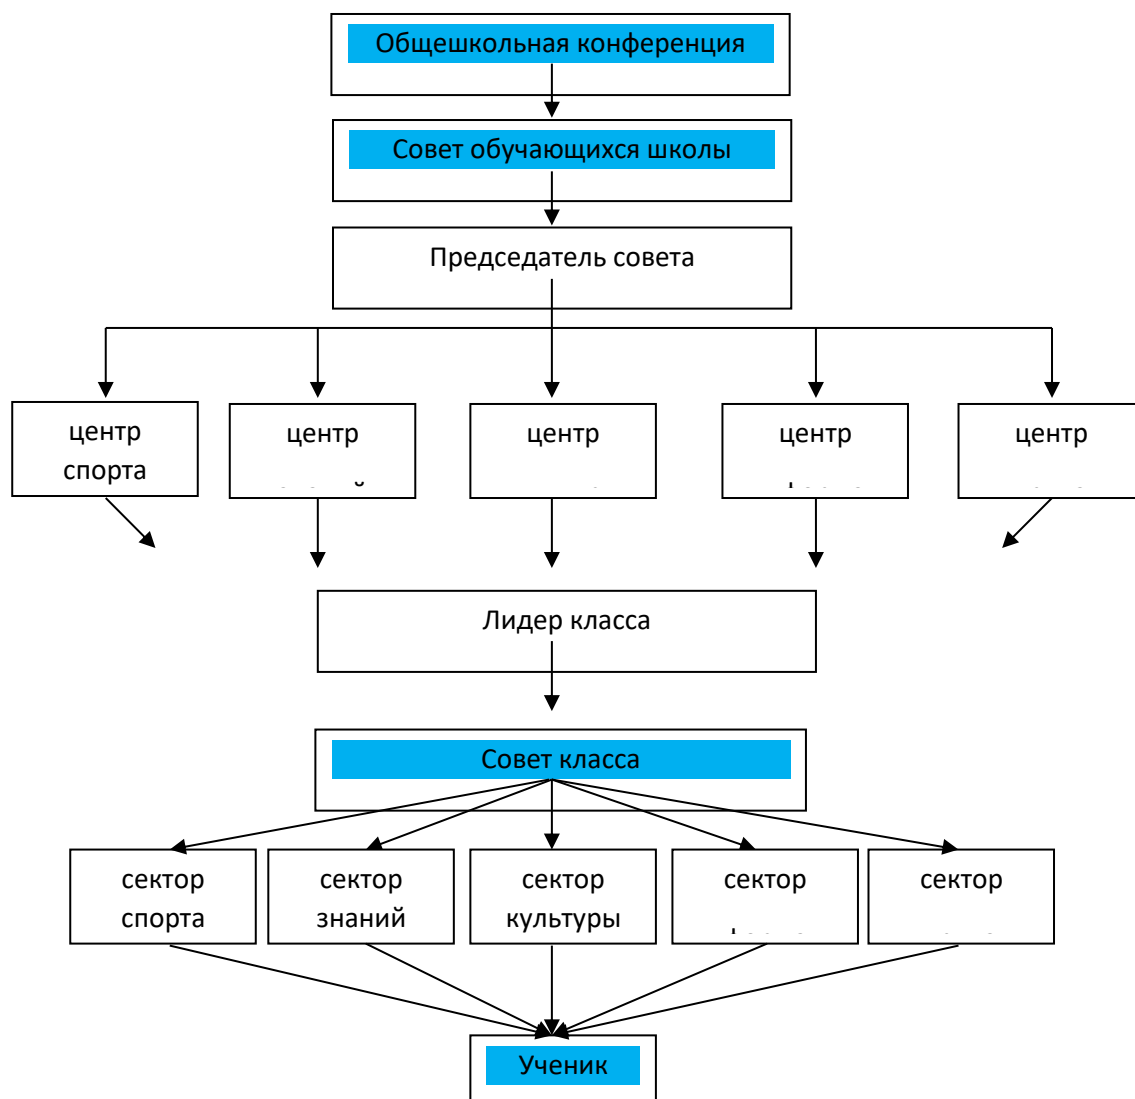 Общешкольная конференция
Совет обучающихся школы
Председатель совета
центр
спорта
центр
центр
центр
центр
Лидер класса
Совет класса
сектор
спорта
сектор
знаний
сектор
культуры
сектор
сектор
Ученик